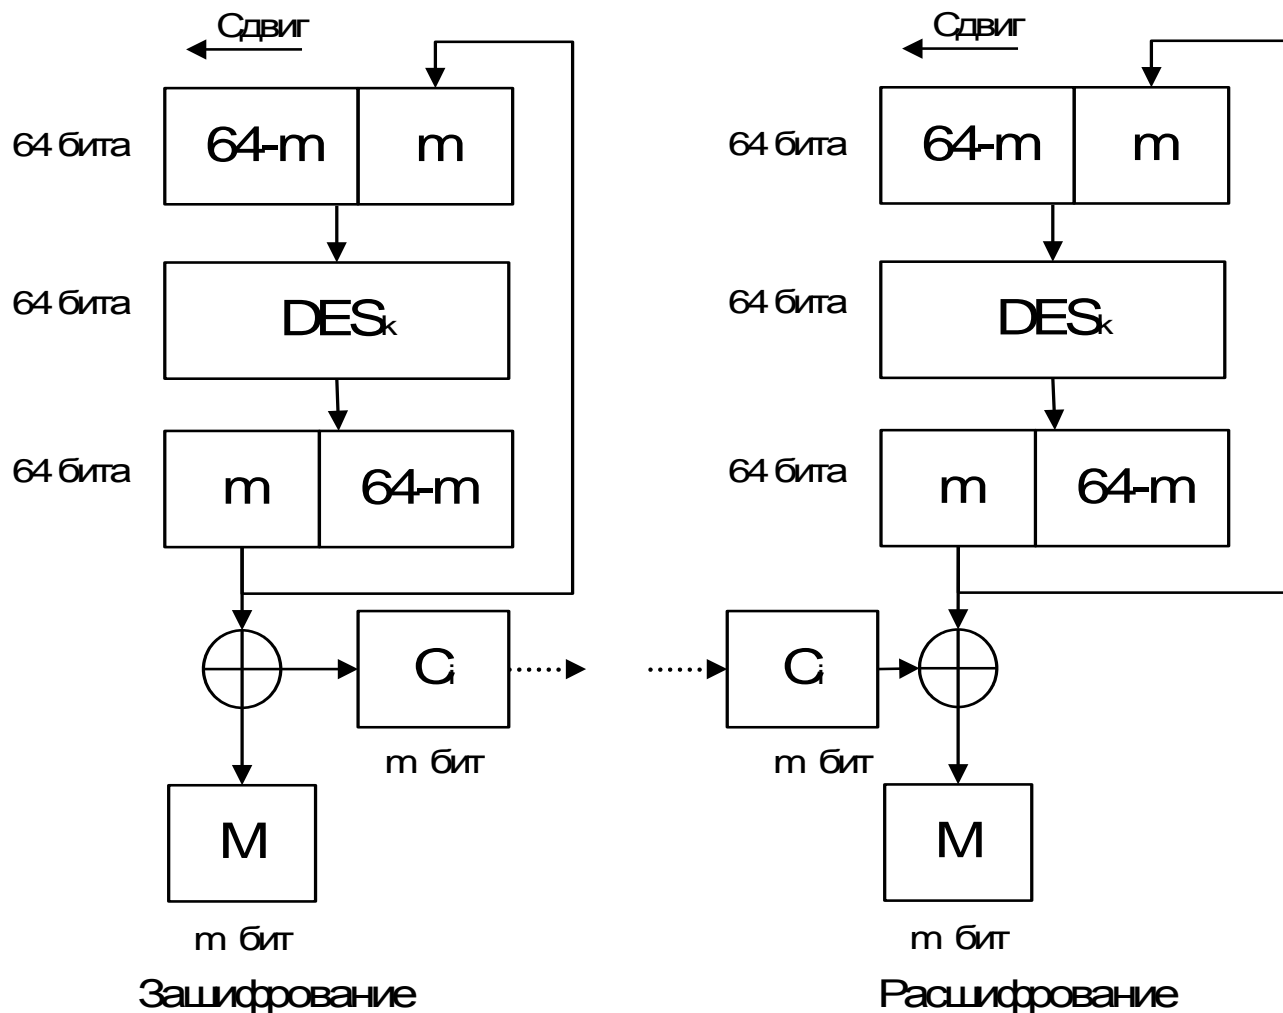 Сдвиг
64 бита
64-m
m
64 бита
DESk
64 бита
m
64-m
Ci
m бит
M
m бит
Зашифрование
Сдвиг
64 бита
64-m
m
64 бита
DESk
64 бита
m
64-m
Ci
m бит
M
m бит
Расшифрование